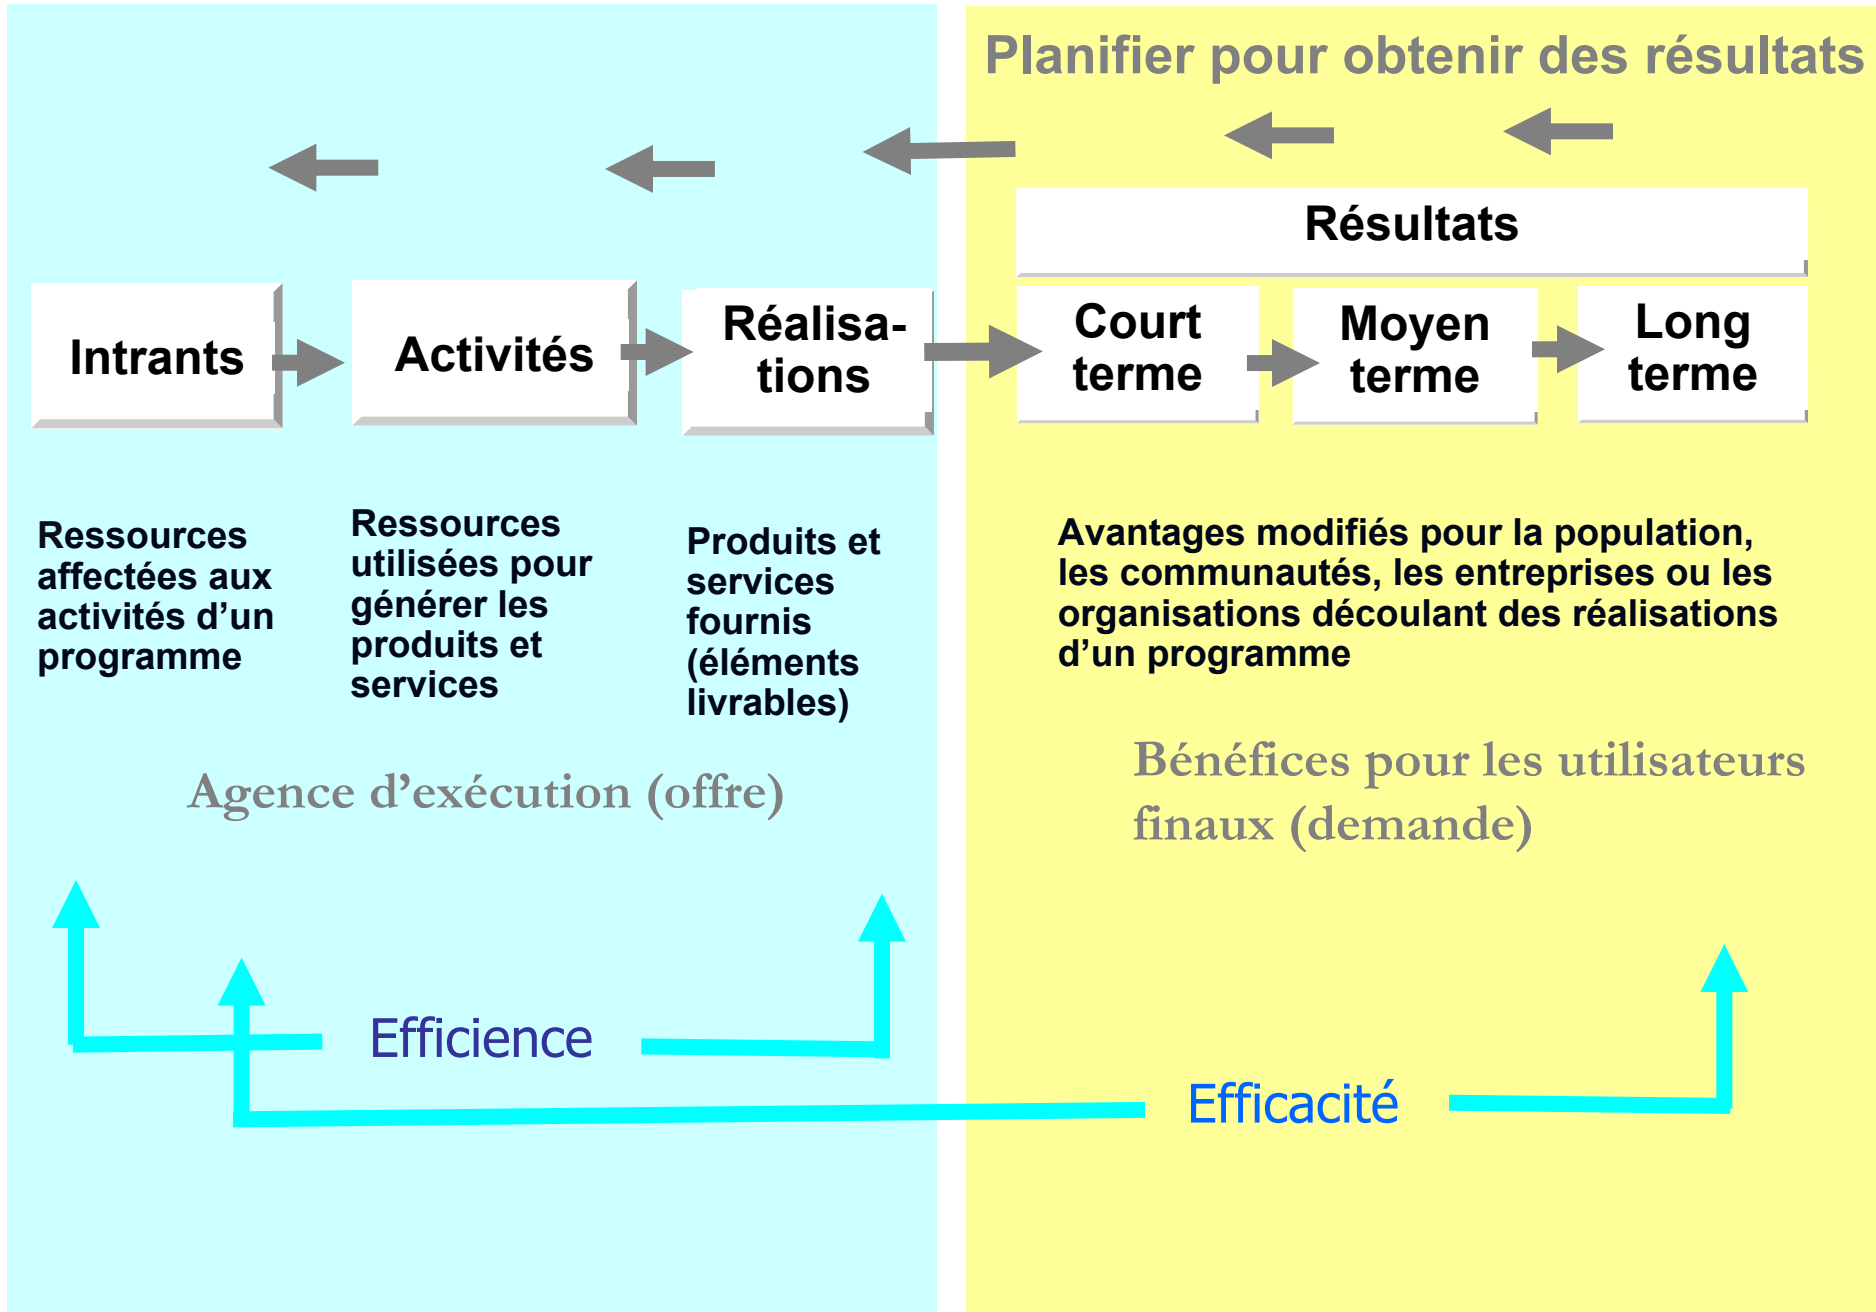 Planifier pour obtenir des résultats
Résultats
Intrants
Activités
Réalisa-
tions
Court
terme
Moyen
terme
Long
terme
Ressources
affectées aux
activités d’un
programme
Ressources
utilisées pour
générer les
produits et
services
Produits et
services
fournis
(éléments
livrables)
Avantages modifiés pour la population,
les communautés, les entreprises ou les
organisations découlant des réalisations
d’un programme
Agence d’exécution (offre)
Bénéfices pour les utilisateurs
finaux (demande)
Efficience
Efficacité